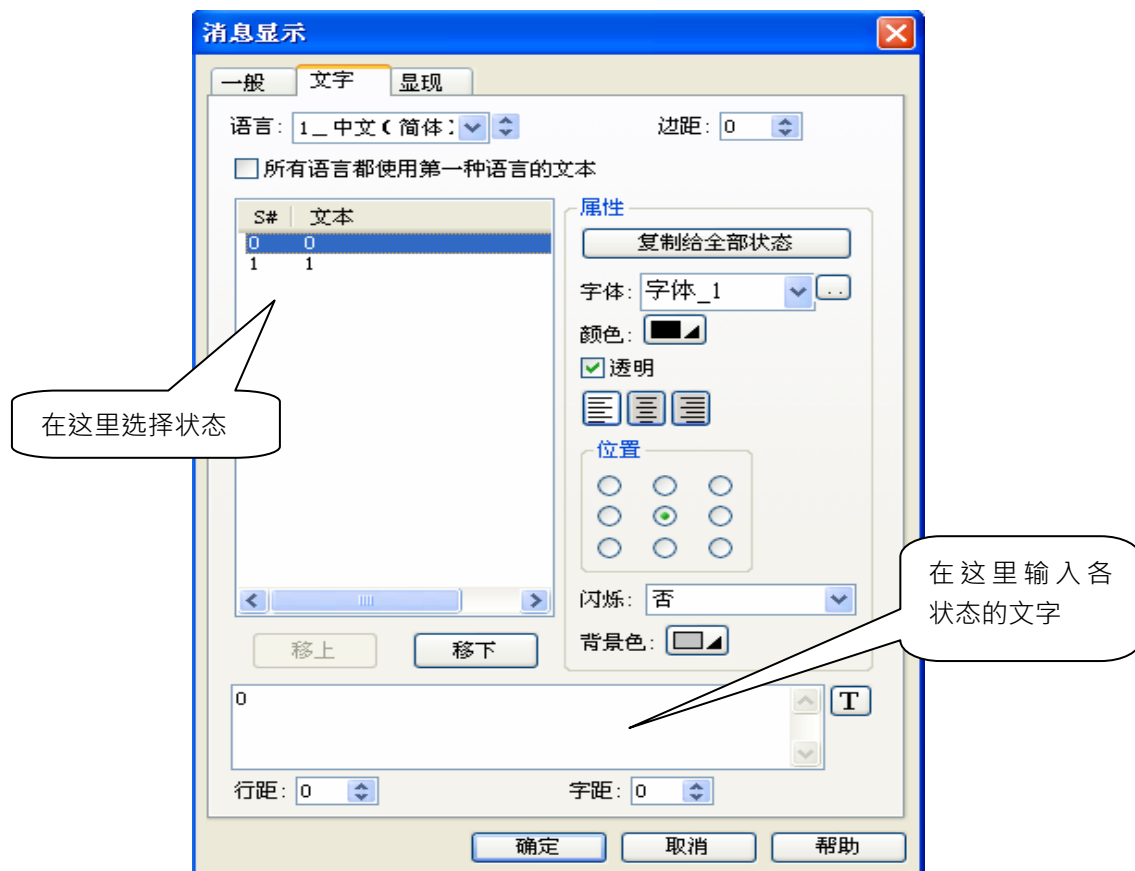 消息显示
一般 文字 显现
语言: 1_中文(简体) 边距: 0
所有语言都使用第一种语言的文本
S# 文本
0 0
1 1
属性
复制给全部状态
字体: 字体_1 ..
颜色:
透明
位置
闪烁: 否
背景色:
移上 移下
0
T
行距: 0 字距: 0
确定 取消 帮助
在这里选择状态
在这里输入各
状态的文字